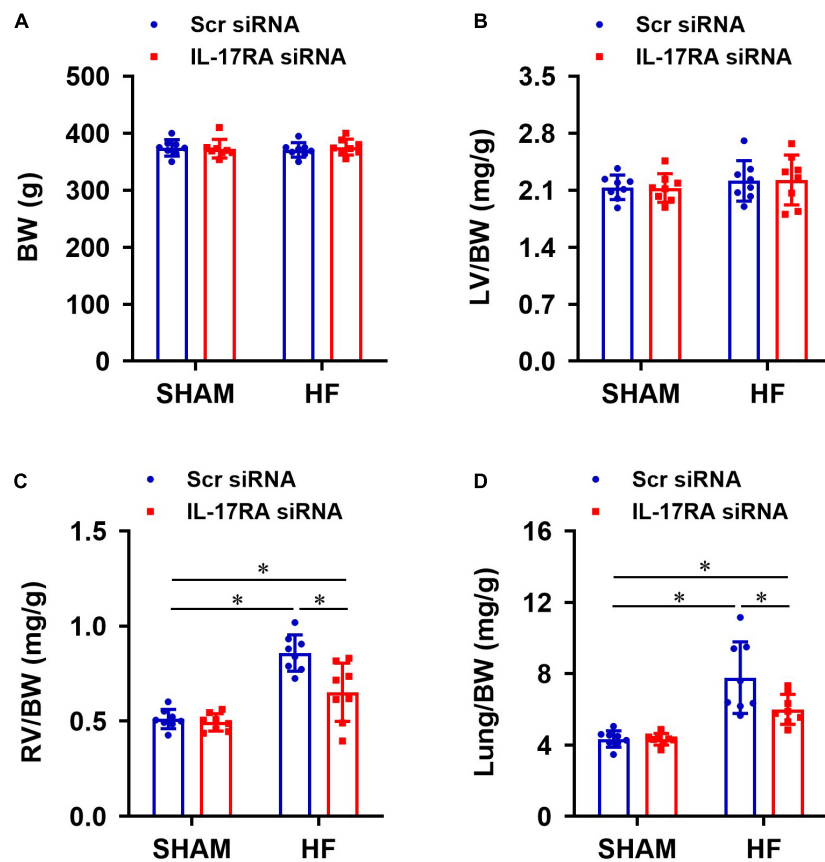 A
Scr siRNA
IL-17RA siRNA
500
400
300
200
100
0
BW (g)
SHAM
HF
B
Scr siRNA
IL-17RA siRNA
3.5
2.8
2.1
1.4
0.7
0.0
LV/BW (mg/g)
SHAM
HF
C
Scr siRNA
IL-17RA siRNA
1.5
1.0
0.5
0.0
RV/BW (mg/g)
*
*
*
SHAM
HF
D
Scr siRNA
IL-17RA siRNA
16
12
8
4
0
Lung/BW (mg/g)
*
*
*
SHAM
HF